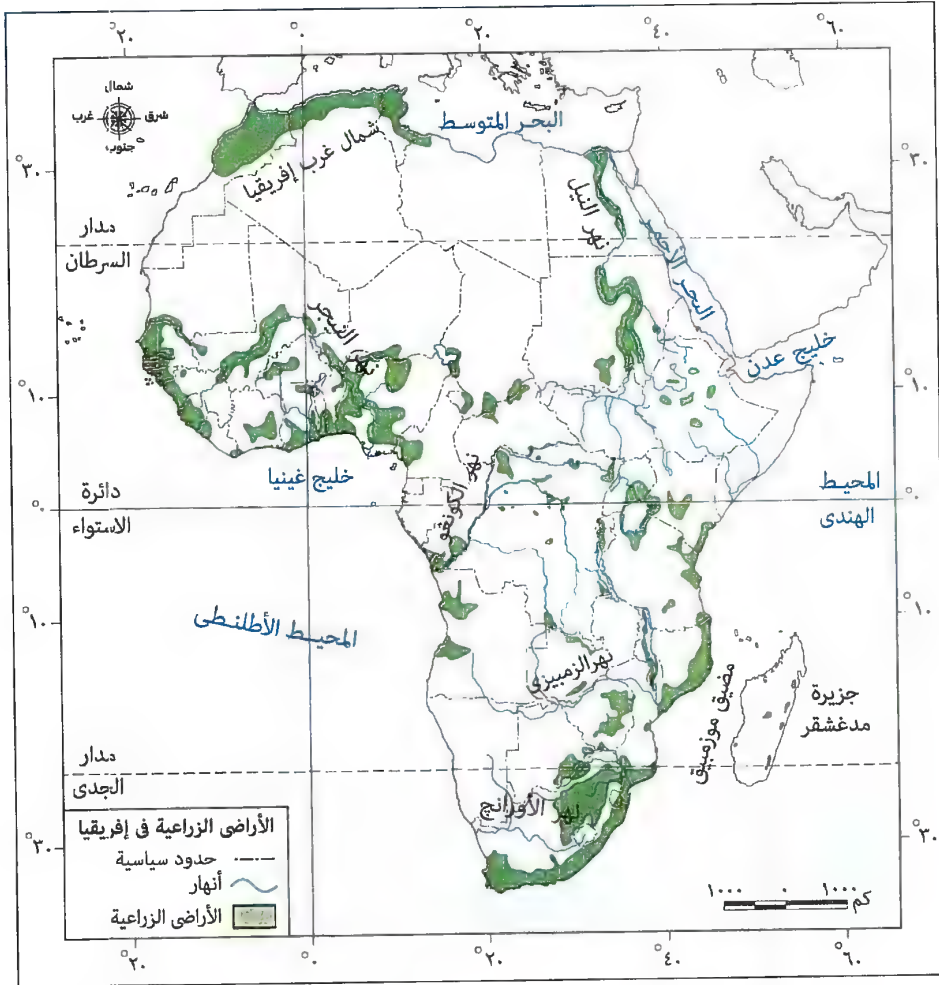 °٢٠ °٠ °٢٠ °٤٠ °٦٠
شمال
شرق
غرب
جنوب
البحر المتوسط
شمال غرب إفريقيا
°٣٠ °٣٠
نهر النيل
البحر الأحمر
مدار
السرطان
نهر النيجر
خليج عدن
°١٠ °١٠
خليج غينيا
نهر الكونغو
المحيط
الهندى
دائرة
الاستواء
°٠ °٠
المحيط الأطلنطى
°١٠ °١٠
نهر الزمبيزى
مضيق موزمبيق
جزيرة
مدغشقر
مدار
الجدى
نهر الأورانج
°٣٠ °٣٠
الأراضى الزراعية فى إفريقيا
حدود سياسية
أنهار
الأراضى الزراعية
١٠٠٠ ٠ ١٠٠٠ كم
°٢٠ °٠ °٢٠ °٤٠ °٦٠